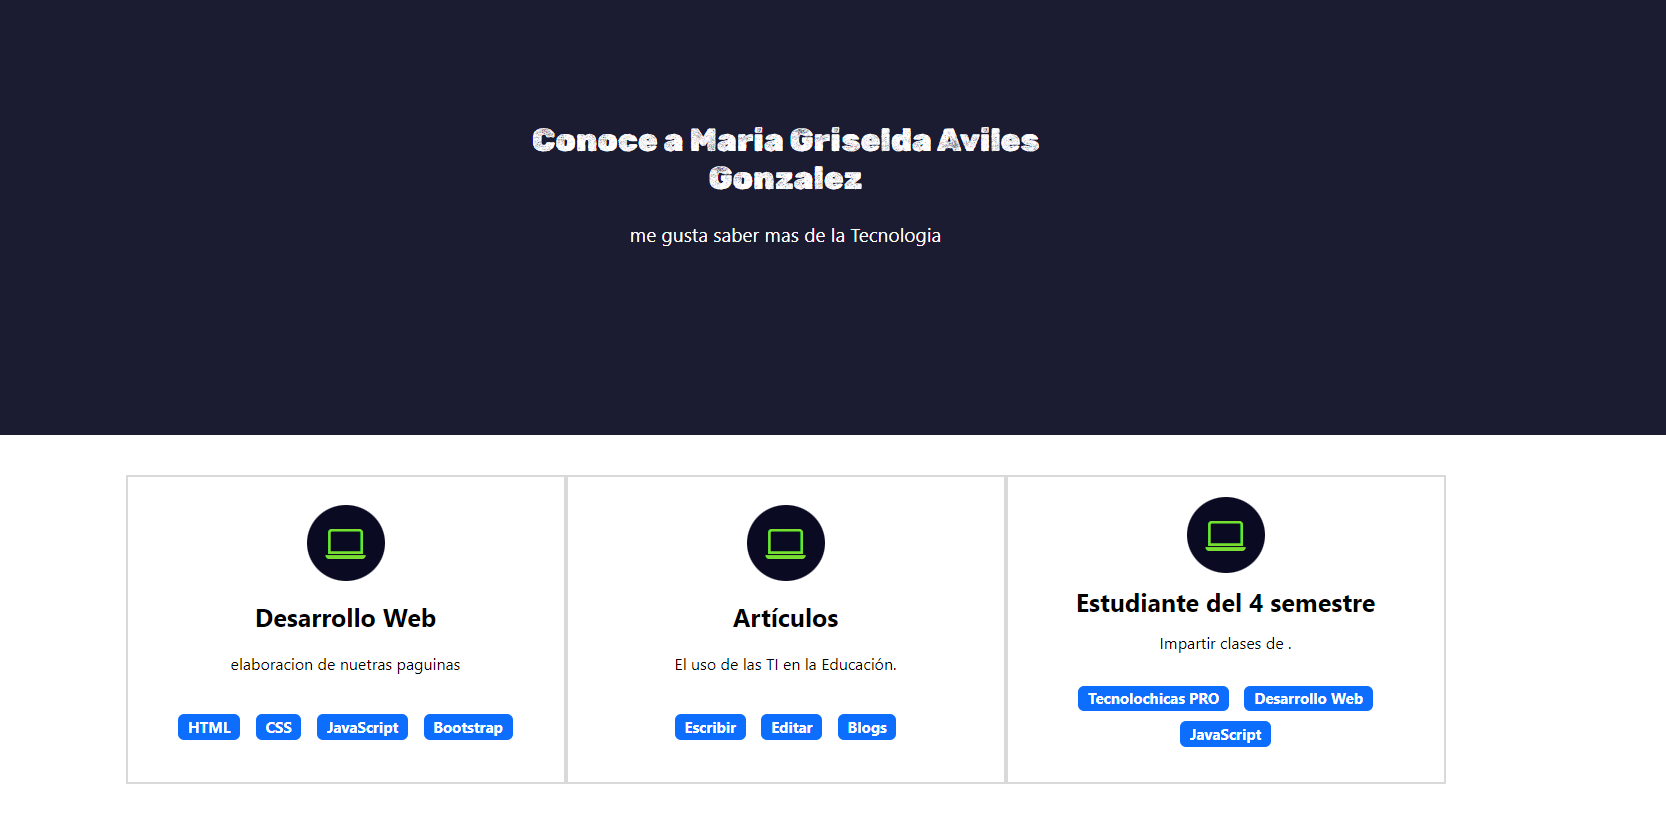 Conoce a Maria Griselda Aviles
Gonzalez
me gusta saber mas de la Tecnologia
Desarrollo Web
elaboracion de nuetras paguinas
HTML CSS JavaScript Bootstrap
Artículos
El uso de las TI en la Educación.
Escribir Editar Blogs
Estudiante del 4 semestre
Impartir clases de .
Tecnolochicas PRO Desarrollo Web
JavaScript